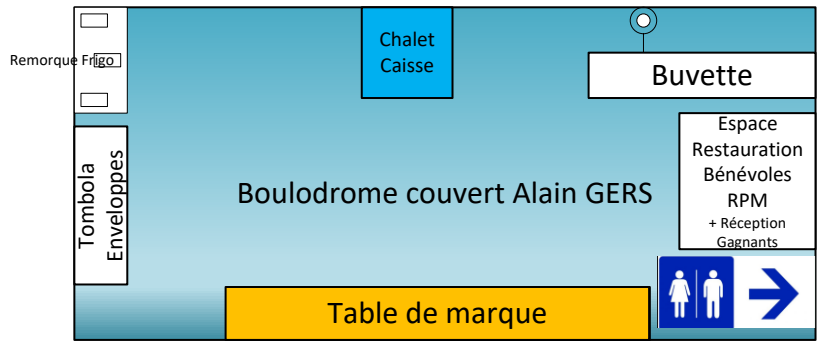 Remorque Frigo
Chalet
Caisse
Buvette
Tombola
Enveloppes
Boulodrome couvert Alain GERS
Espace
Restauration
Bénévoles
RPM
+ Réception
Gagnants
Table de marque